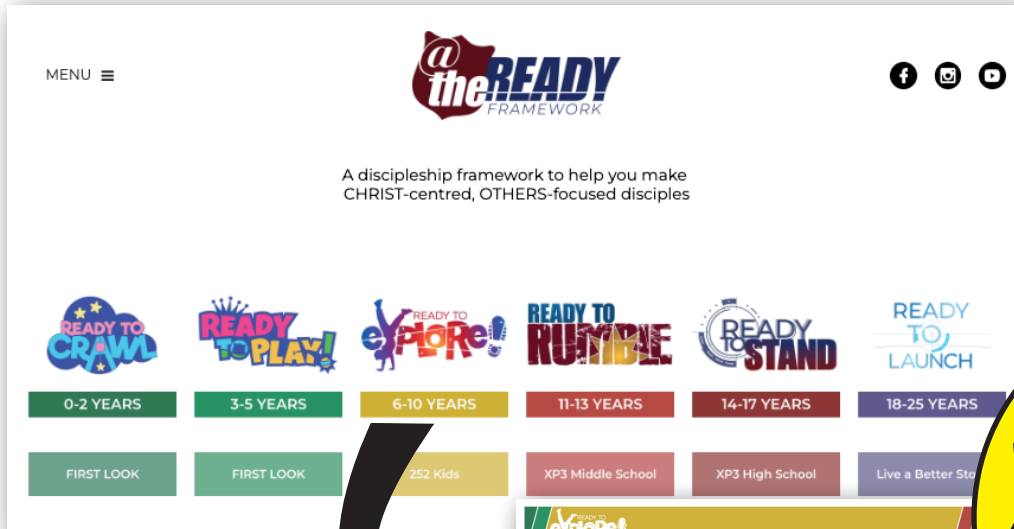 MENU
@
the READY
FRAMEWORK
A discipleship framework to help you make
CHRIST-centred, OTHERS-focused disciples
READY TO
CRAWL
READY
TO PLAY!
READY TO
eXpLoRe!
READY TO
RUMBLE
READY
TO STAND
READY
TO
LAUNCH
0-2 YEARS
3-5 YEARS
6-10 YEARS
11-13 YEARS
14-17 YEARS
18-25 YEARS
FIRST LOOK
FIRST LOOK
252 Kids
XP3 Middle School
XP3 High School
Live a Better Sto
READY TO
eXpLoRe!